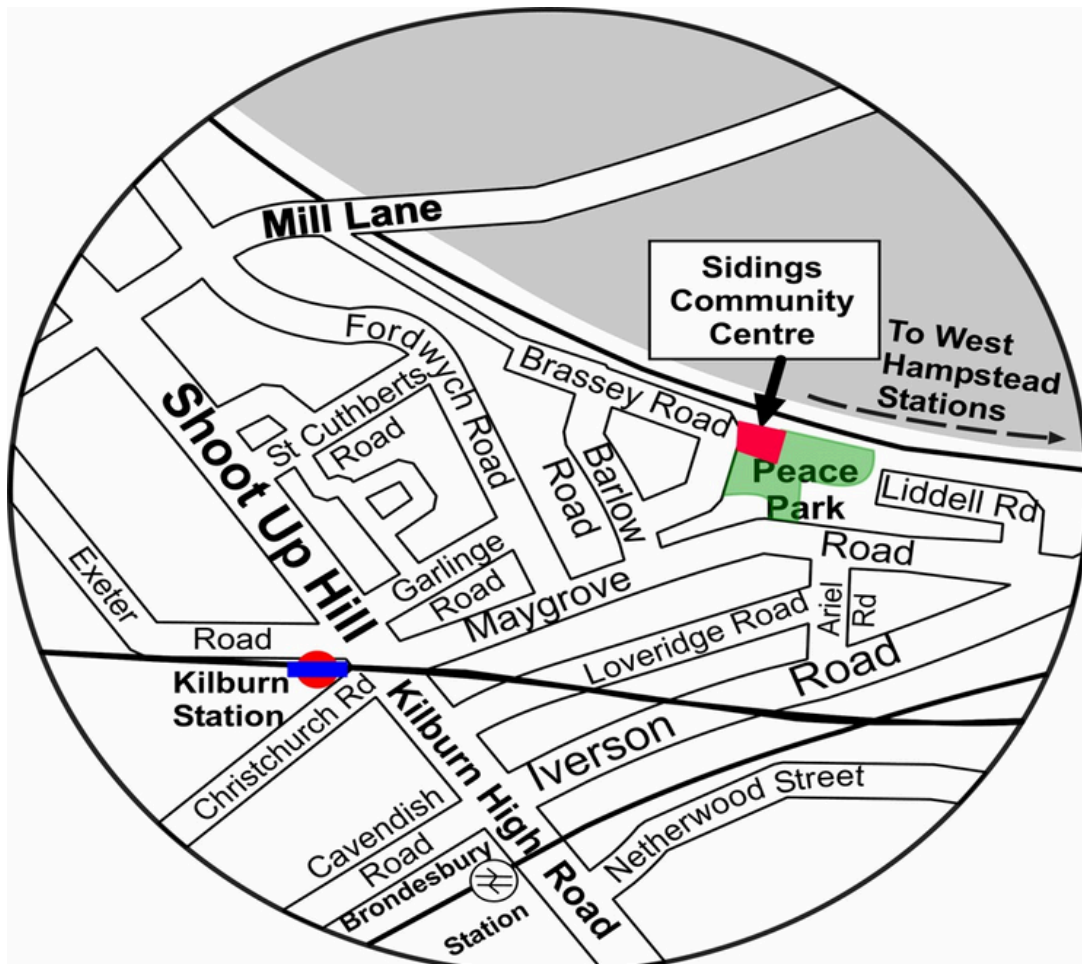 Mill Lane
Sidings
Community
Centre
To West
Hampstead
Stations
Fordwych Road
Brassey Road
St Cuthberts
Road
Shoot Up Hill
Barlow
Road
Peace
Park
Liddell Rd
Exeter
Road
Garlinge
Road
Maygrove
Road
Ariel
Rd
Loveridge Road
Kilburn
Station
Christchurch Rd
Kilburn High Road
Iverson
Road
Netherwood Street
Cavendish
Road
Brondesbury
Station